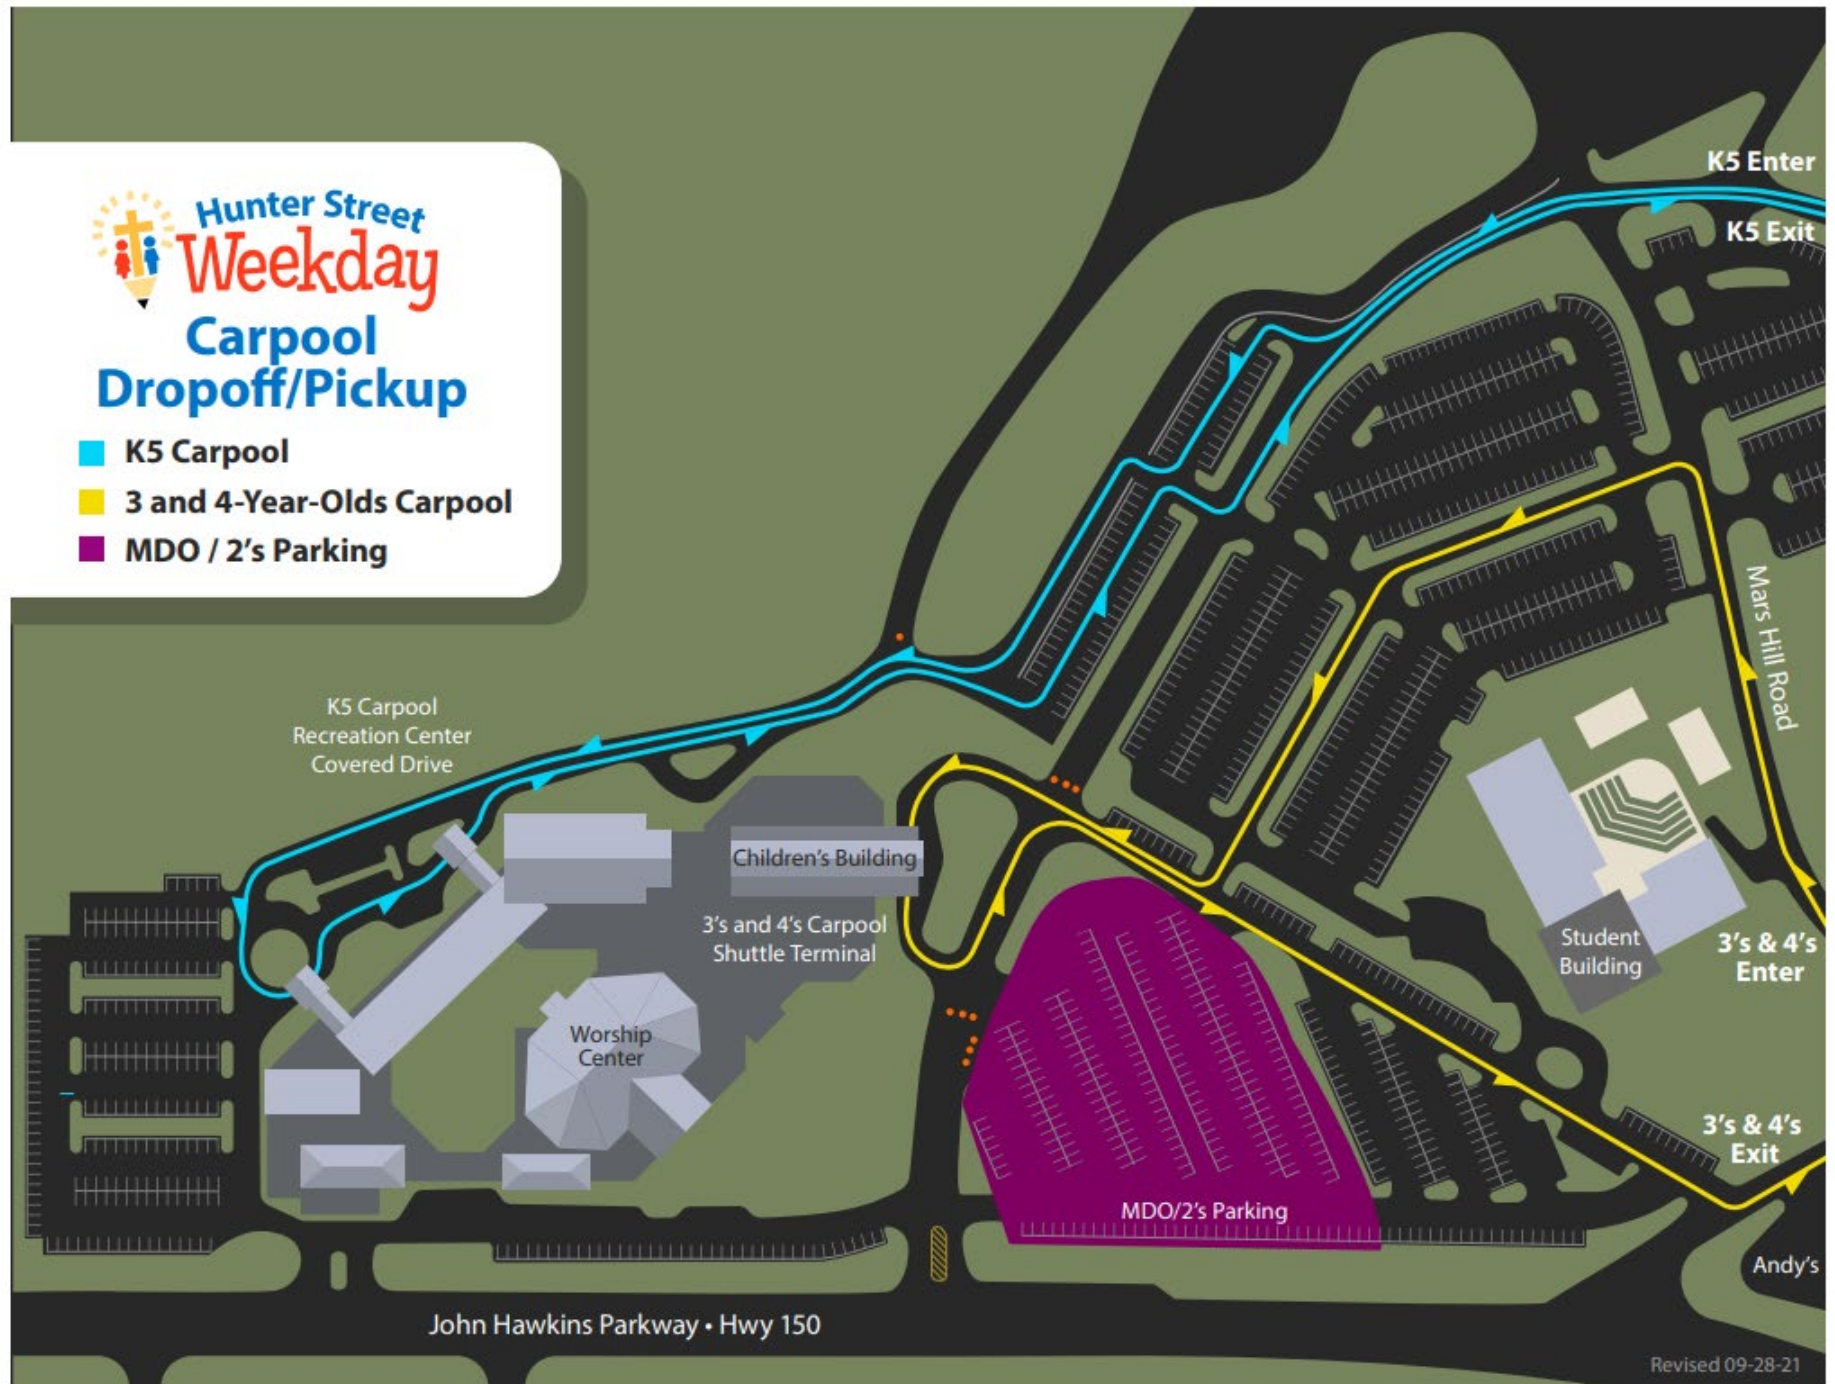 Hunter Street
Weekday
Carpool
Dropoff/Pickup
K5 Carpool
3 and 4-Year-Olds Carpool
MDO / 2's Parking
K5 Enter
K5 Exit
Mars Hill Road
K5 Carpool
Recreation Center
Covered Drive
Children's Building
3's and 4's Carpool
Shuttle Terminal
Student
Building
3's & 4's
Enter
Worship
Center
3's & 4's
Exit
MDO/2's Parking
Andy's
John Hawkins Parkway • Hwy 150
Revised 09-28-21